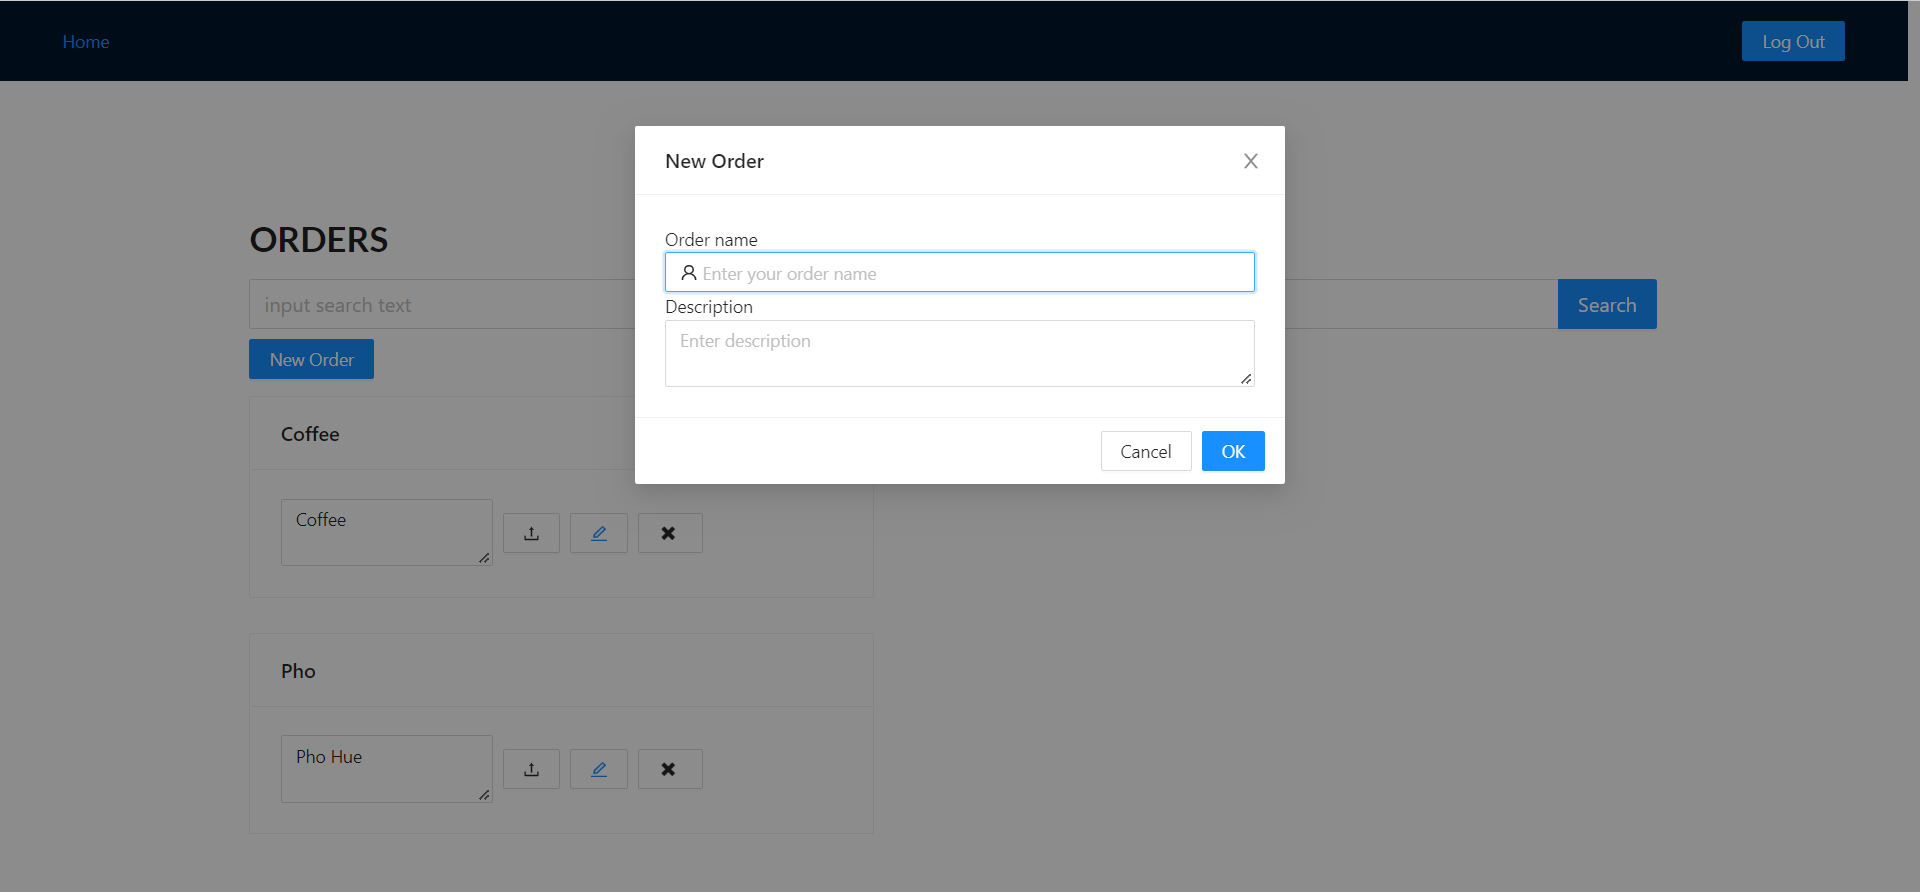 Home
Log Out
New Order
Order name
Enter your order name
Description
Enter description
Cancel
OK
ORDERS
input search text
Search
New Order
Coffee
Coffee
Pho
Pho Hue